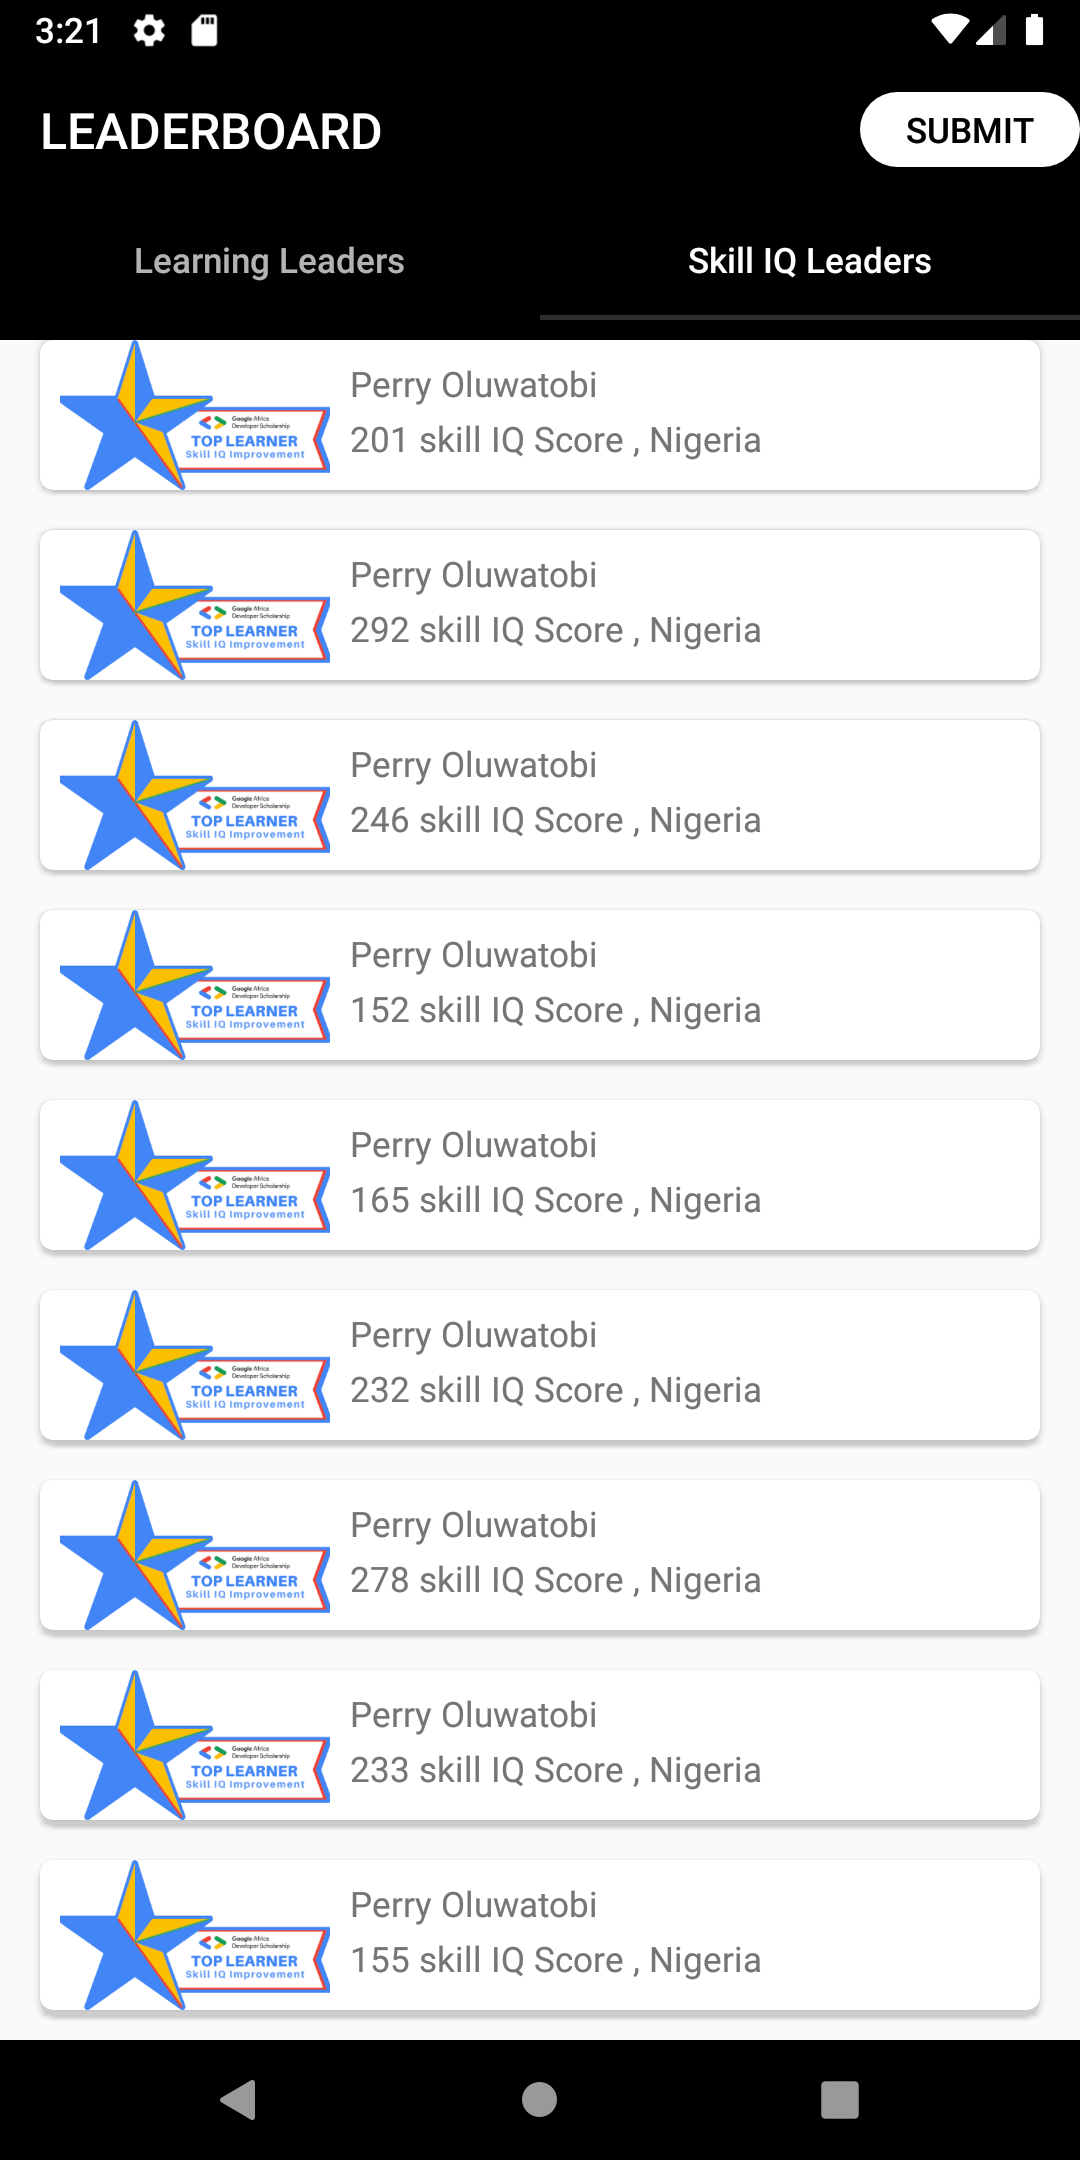 3:21
LEADERBOARD
SUBMIT
Learning Leaders
Skill IQ Leaders
Perry Oluwatobi
201 skill IQ Score , Nigeria
Google Africa
Developer Scholarship
TOP LEARNER
Skill IQ Improvement
Perry Oluwatobi
292 skill IQ Score , Nigeria
Google Africa
Developer Scholarship
TOP LEARNER
Skill IQ Improvement
Perry Oluwatobi
246 skill IQ Score , Nigeria
Google Africa
Developer Scholarship
TOP LEARNER
Skill IQ Improvement
Perry Oluwatobi
152 skill IQ Score , Nigeria
Google Africa
Developer Scholarship
TOP LEARNER
Skill IQ Improvement
Perry Oluwatobi
165 skill IQ Score , Nigeria
Google Africa
Developer Scholarship
TOP LEARNER
Skill IQ Improvement
Perry Oluwatobi
232 skill IQ Score , Nigeria
Google Africa
Developer Scholarship
TOP LEARNER
Skill IQ Improvement
Perry Oluwatobi
278 skill IQ Score , Nigeria
Google Africa
Developer Scholarship
TOP LEARNER
Skill IQ Improvement
Perry Oluwatobi
233 skill IQ Score , Nigeria
Google Africa
Developer Scholarship
TOP LEARNER
Skill IQ Improvement
Perry Oluwatobi
155 skill IQ Score , Nigeria
Google Africa
Developer Scholarship
TOP LEARNER
Skill IQ Improvement